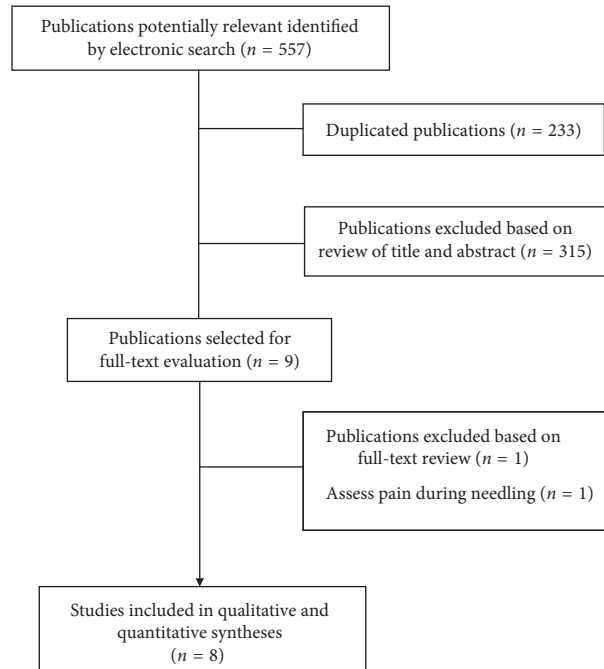 Publications potentially relevant identified
by electronic search (n = 557)
Duplicated publications (n = 233)
Publications excluded based on
review of title and abstract (n = 315)
Publications selected for
full-text evaluation (n = 9)
Publications excluded based on
full-text review (n = 1)
Assess pain during needling (n = 1)
Studies included in qualitative and
quantitative syntheses
(n = 8)